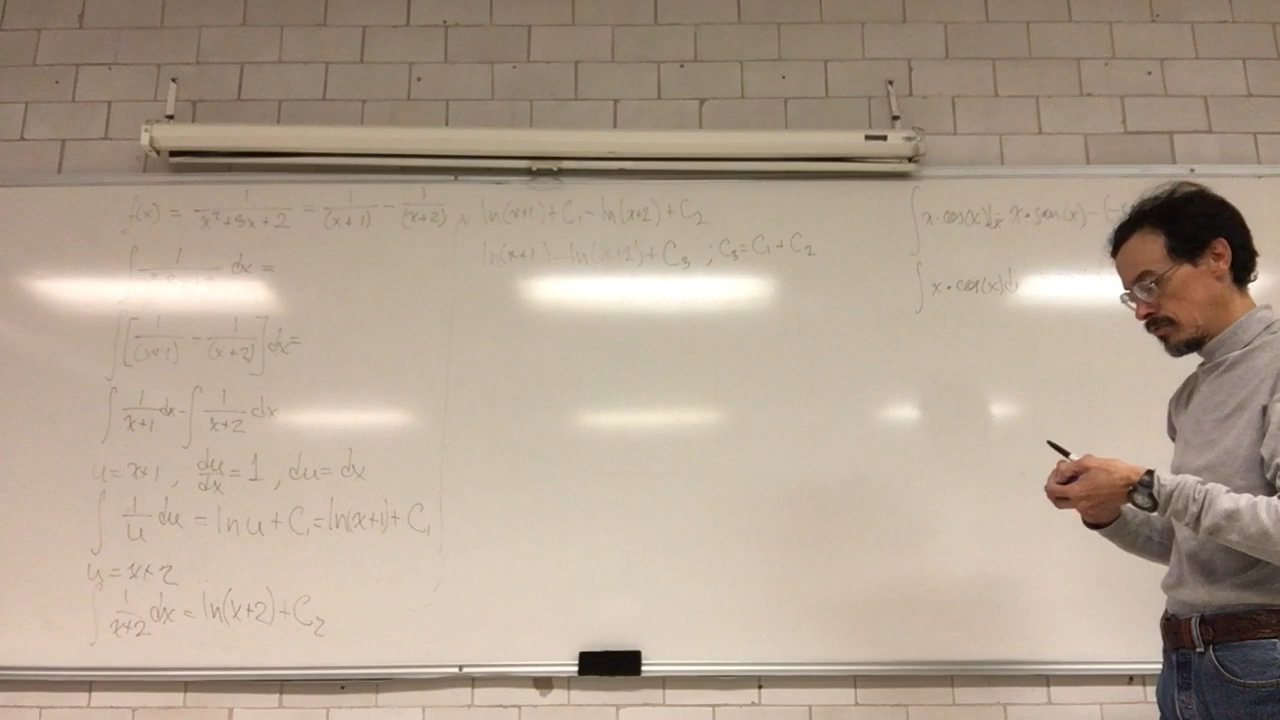 f(x) = 1/(x²+3x+2) = 1/(x+1) - 1/(x+2)
∫ 1/ dx =
∫ [1/(x+1) - 1/(x+2)] dx =
∫ 1/(x+1) dx - ∫ 1/(x+2) dx
u = x+1 , du/dx = 1 , du = dx
∫ 1/u du = ln u + C₁ = ln(x+1) + C₁
u = x+2
∫ 1/(x+2) dx = ln(x+2) + C₂
ln(x+1) + C₁ - ln(x+2) + C₂
ln(x+1) - ln(x+2) + C₃ ; C₃ = C₁ + C₂
∫ x·cos(x)dx = x·sen(x) - (-
∫ x·cos(x)d